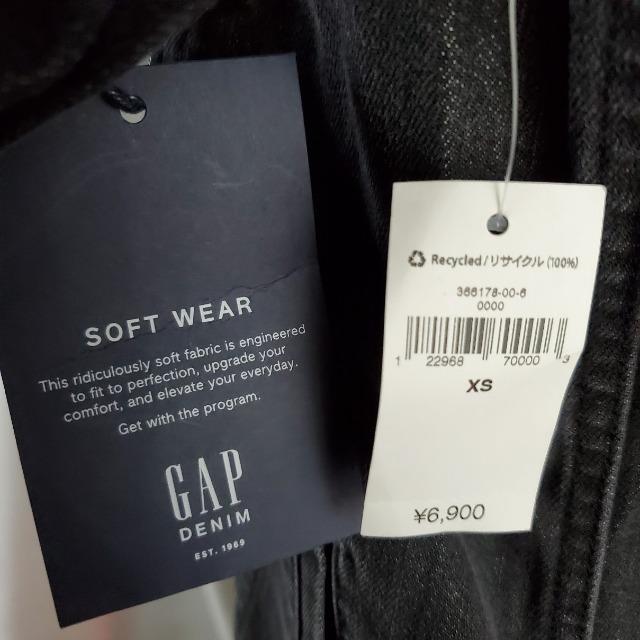 SOFT WEAR
This ridiculously soft fabric is engineered
to fit to perfection, upgrade your
comfort, and elevate your everyday.
Get with the program.
GAP
DENIM
EST. 1969
Recycled/リサイクル (100%)
366178-00-6
0000
1 22968 70000 3
XS
¥6,900